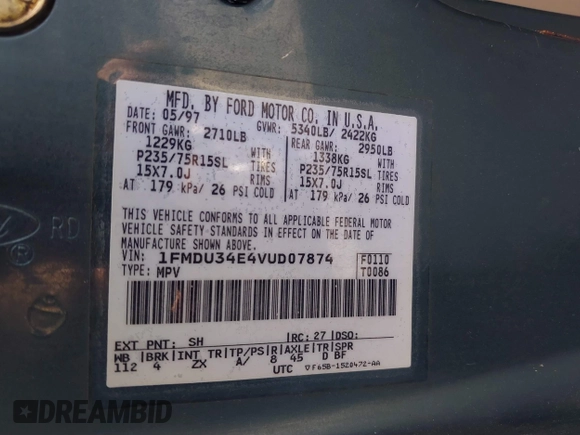 MFD. BY FORD MOTOR CO. IN U.S.A.
DATE: 05/97 GVWR: 5340LB/ 2422KG
FRONT GAWR: 2710LB REAR GAWR: 2950LB
1229KG WITH 1338KG WITH
P235/75R15SL TIRES P235/75R15SL TIRES
15X7.0J RIMS 15X7.0J RIMS
AT 179 kPa/ 26 PSI COLD AT 179 kPa/ 26 PSI COLD
THIS VEHICLE CONFORMS TO ALL APPLICABLE FEDERAL MOTOR
VEHICLE SAFETY STANDARDS IN EFFECT ON THE DATE OF
MANUFACTURE SHOWN ABOVE.
VIN: 1FMDU34E4VUD07874 F0110
TYPE: MPV T0086
EXT PNT: SH RC: 27 DSO:
WB BRK INT TR TP/PS R AXLE TR SPR
112 4 ZX A/ 8 45 D BF
UTC ▽F65B-1520472-AA
RD
®
DREAMBID